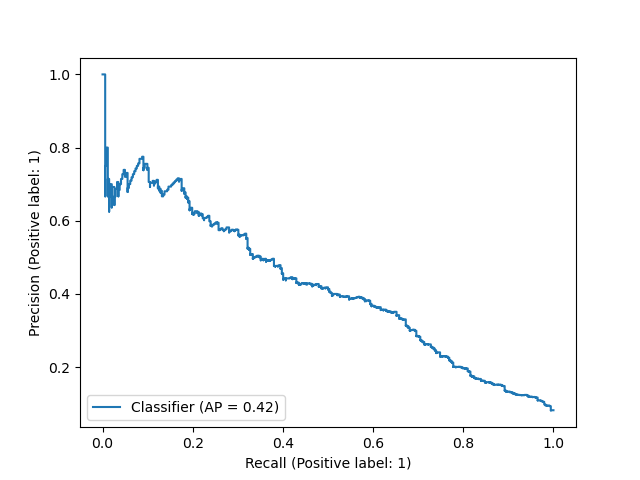 1.0
0.8
0.6
0.4
0.2
Precision (Positive label: 1)
Classifier (AP = 0.42)
0.0 0.2 0.4 0.6 0.8 1.0
Recall (Positive label: 1)